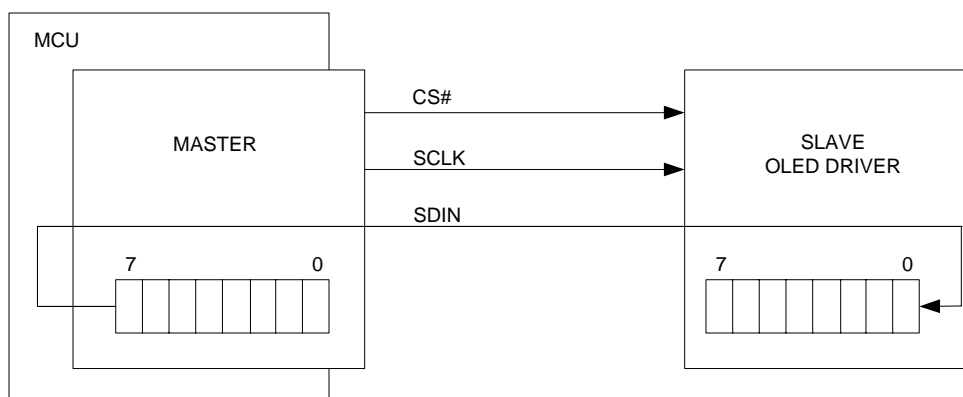 MCU
MASTER
CS#
SCLK
SDIN
SLAVE
OLED DRIVER
7 0
7 0